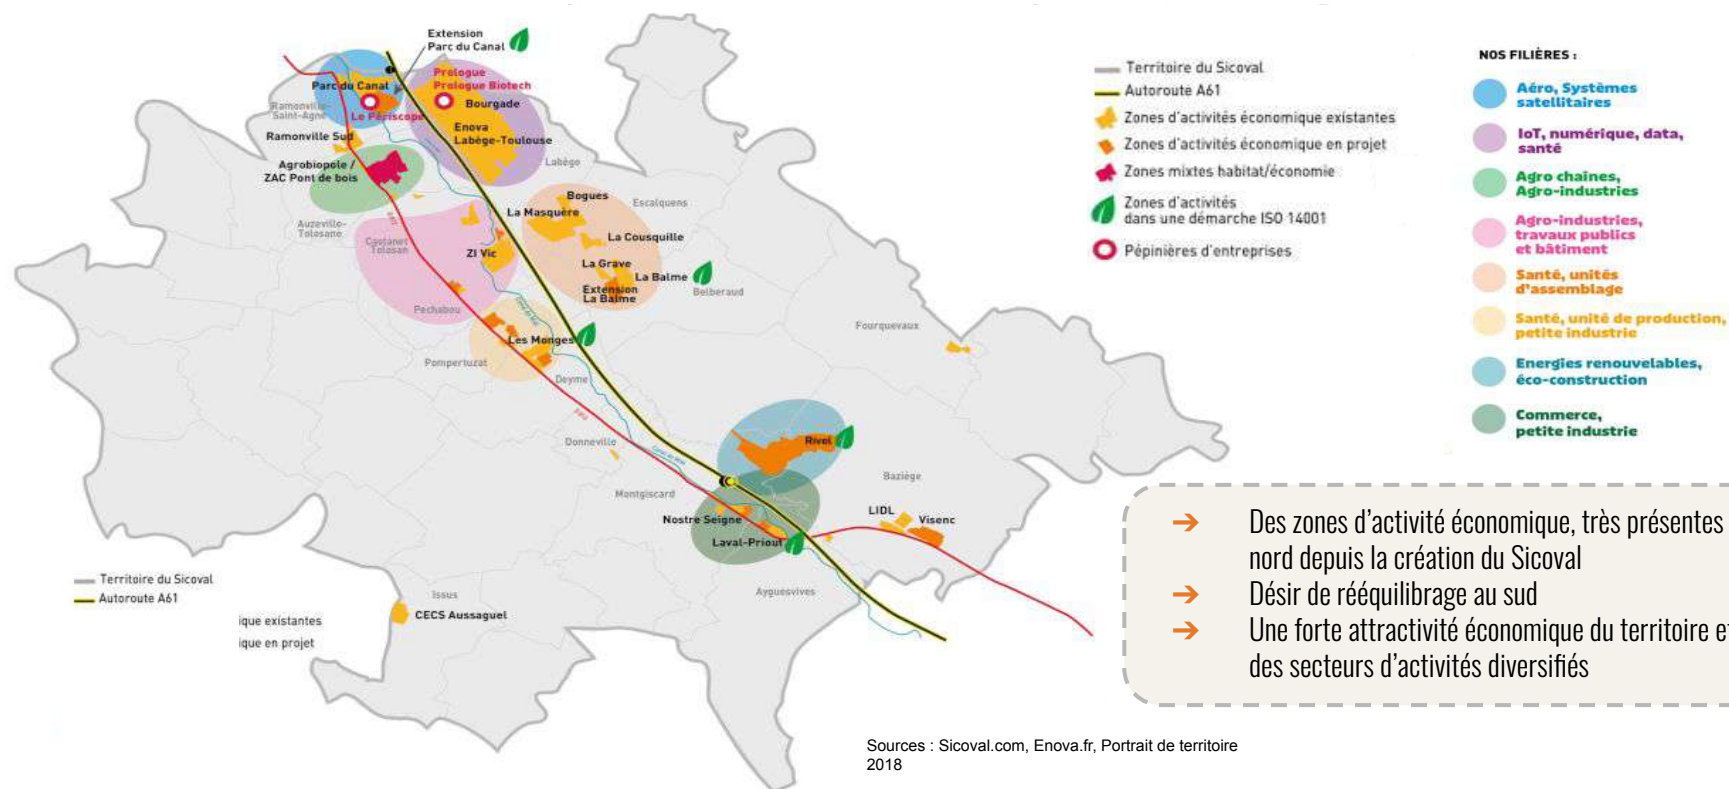 Extension
Parc du Canal
Prologue
Prologue Biotech
Parc du Canal
Bourgade
Ramonville-
Saint-Agne
Le Périscope
Enova
Labège-Toulouse
Ramonville Sud
Labège
Agrobiopole /
ZAC Pont de bois
Bogues
Escalquens
La Masquère
Auzeville-
Tolosane
La Cousquille
Castanet
Tolosan
ZI Vic
La Grave
La Balme
Extension
La Balme
Belberaud
Pechabou
Fourquevaux
Les Monges
Pompertuzat
Deyme
Donneville
Rivel
Baziège
Montgiscard
LIDL
Visenc
Nostre Seigne
Laval-Priout
Ayguesvives
Issus
CECS Aussaguel
Territoire du Sicoval
Autoroute A61
ique existantes
ique en projet
Territoire du Sicoval
Autoroute A61
Zones d'activités économique existantes
Zones d'activités économique en projet
Zones mixtes habitat/économie
Zones d'activités
dans une démarche ISO 14001
Pépinières d'entreprises
NOS FILIÈRES :
Aéro, Systèmes
satellitaires
IoT, numérique, data,
santé
Agro chaînes,
Agro-industries
Agro-industries,
travaux publics
et bâtiment
Santé, unités
d'assemblage
Santé, unité de production,
petite industrie
Energies renouvelables,
éco-construction
Commerce,
petite industrie
➔ Des zones d'activité économique, très présentes
nord depuis la création du Sicoval
➔ Désir de rééquilibrage au sud
➔ Une forte attractivité économique du territoire et
des secteurs d'activités diversifiés
Sources : Sicoval.com, Enova.fr, Portrait de territoire
2018